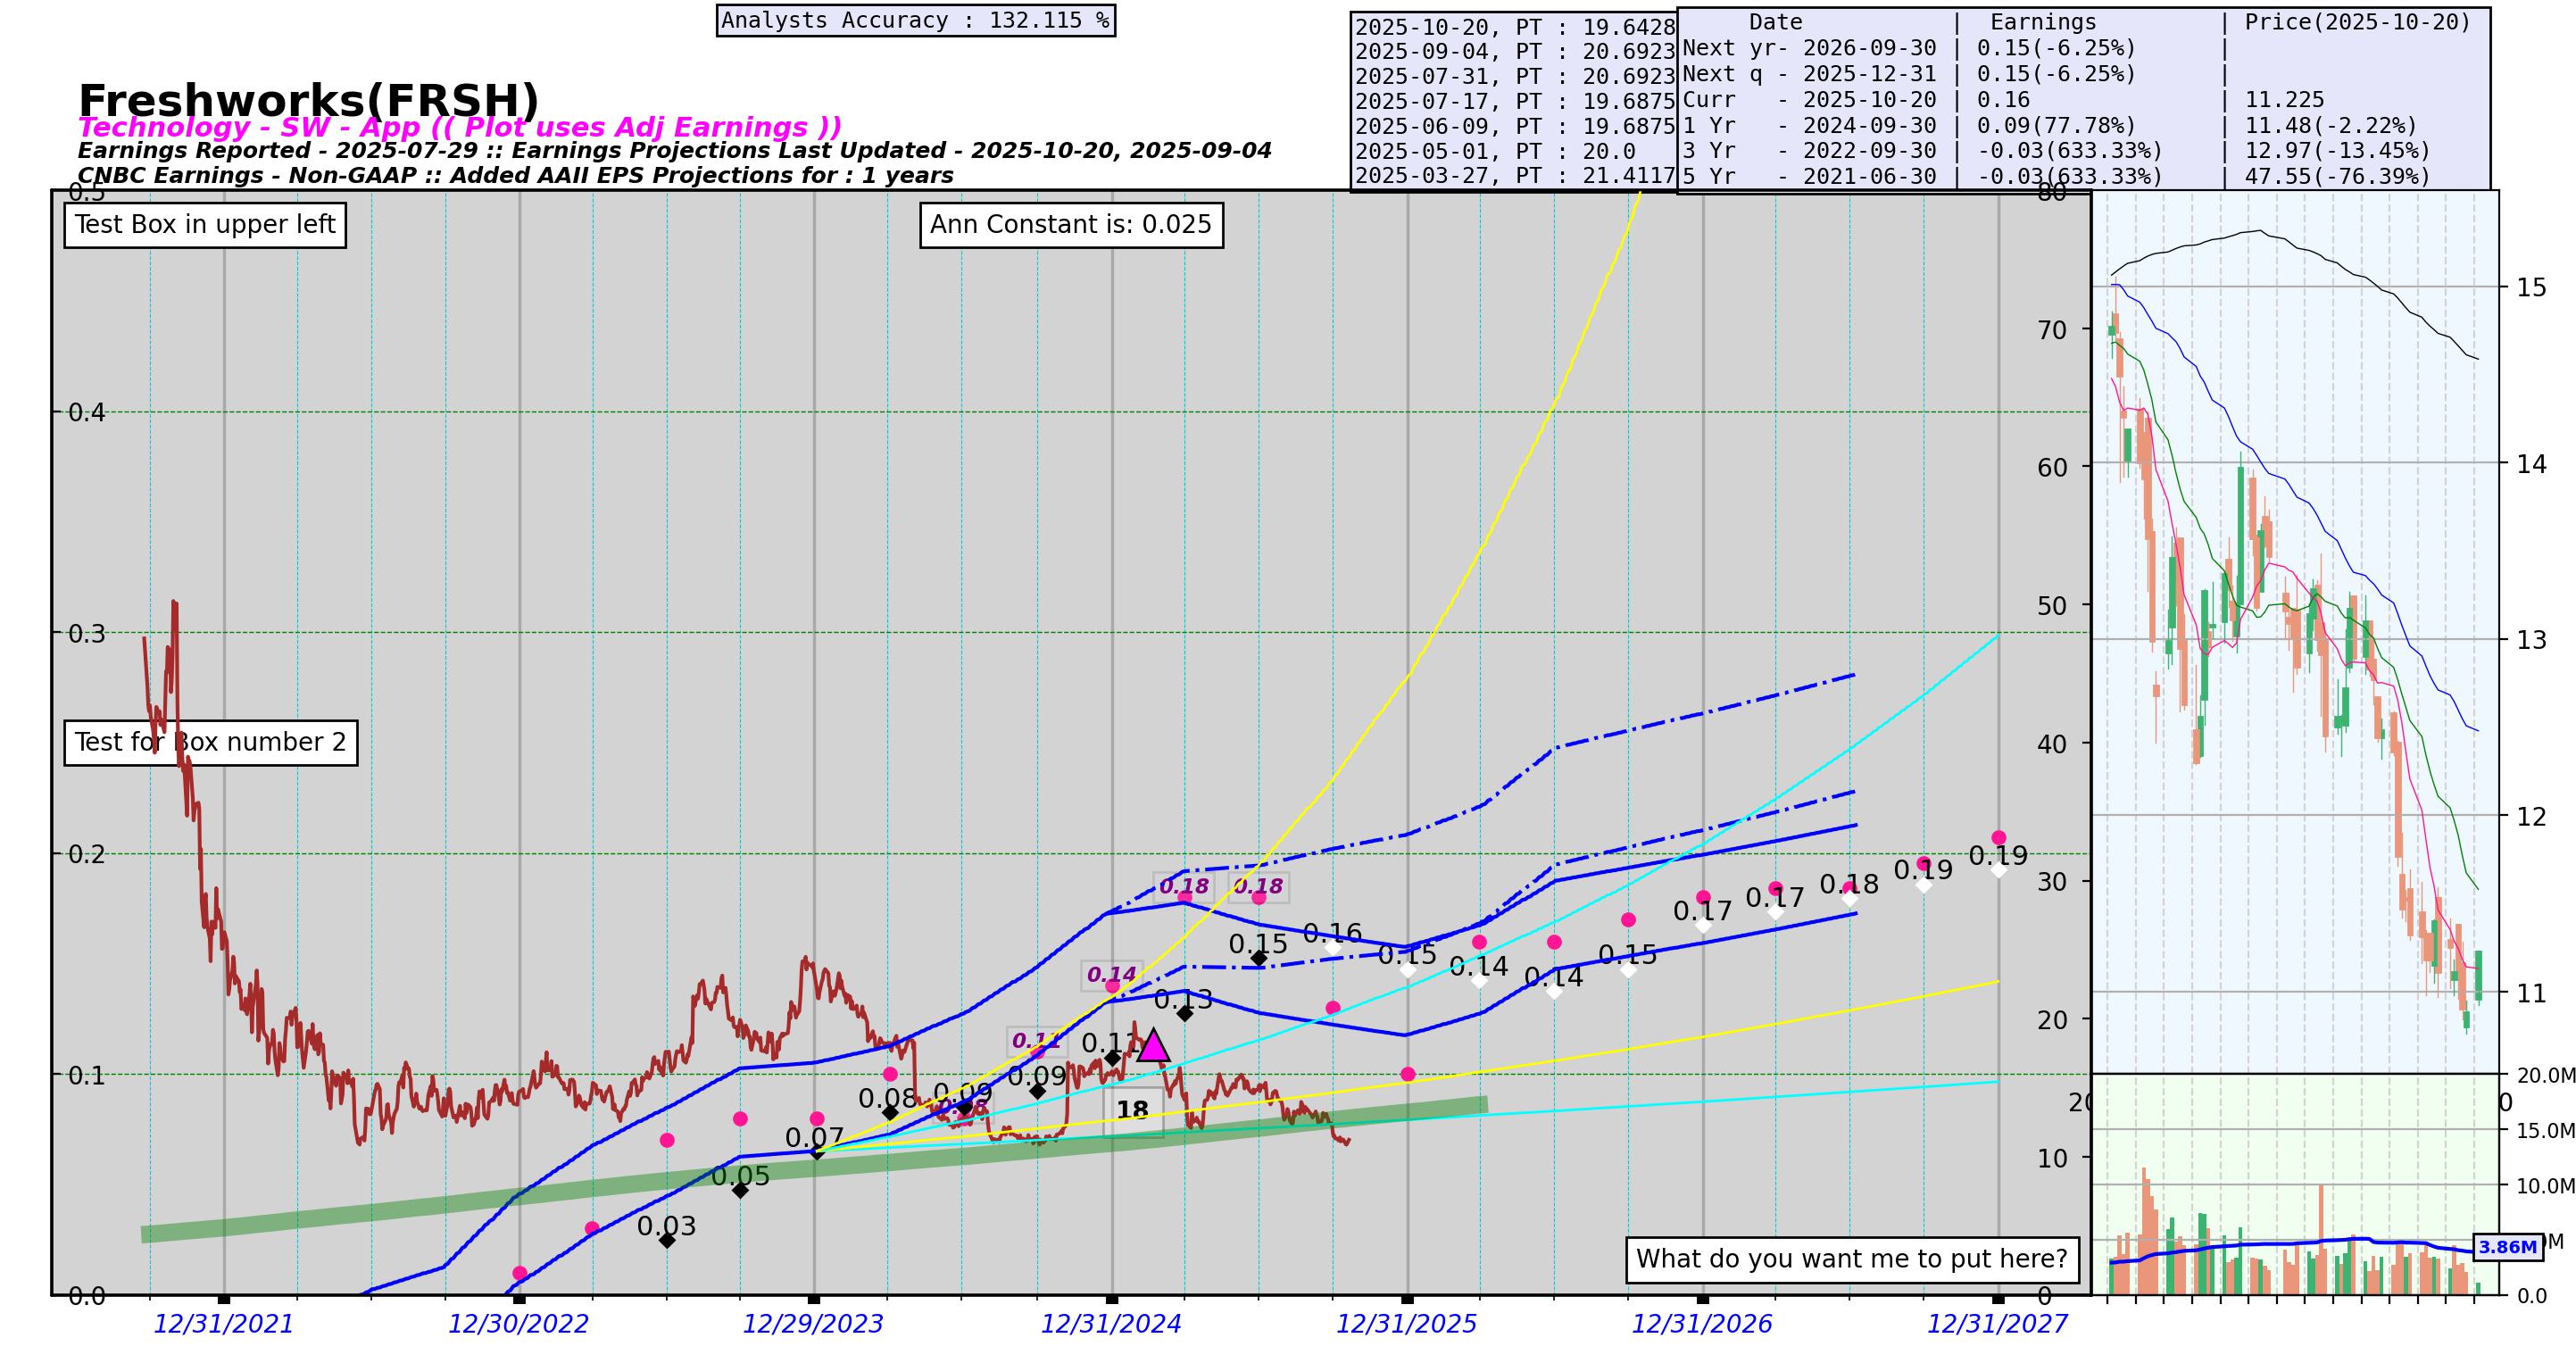 Analysts Accuracy : 132.115 %
2025-10-20, PT : 19.6428
2025-09-04, PT : 20.6923
2025-07-31, PT : 20.6923
2025-07-17, PT : 19.6875
2025-06-09, PT : 19.6875
2025-05-01, PT : 20.0
2025-03-27, PT : 21.4117
Date | Earnings | Price(2025-10-20)
Next yr- 2026-09-30 | 0.15(-6.25%) |
Next q - 2025-12-31 | 0.15(-6.25%) |
Curr - 2025-10-20 | 0.16 | 11.225
1 Yr - 2024-09-30 | 0.09(77.78%) | 11.48(-2.22%)
3 Yr - 2022-09-30 | -0.03(633.33%) | 12.97(-13.45%)
5 Yr - 2021-06-30 | -0.03(633.33%) | 47.55(-76.39%)
Freshworks(FRSH)
Technology - SW - App (( Plot uses Adj Earnings ))
Earnings Reported - 2025-07-29 :: Earnings Projections Last Updated - 2025-10-20, 2025-09-04
CNBC Earnings - Non-GAAP :: Added AAII EPS Projections for : 1 years
Test Box in upper left
Ann Constant is: 0.025
Test for Box number 2
What do you want me to put here?
0.5
0.4
0.3
0.2
0.1
0.0
80
70
60
50
40
30
20
10
0
15
14
13
12
11
20.0M
15.0M
10.0M
0.0
3.86M
0.03
0.05
0.07
0.08
0.09
0.09
0.11
0.13
0.15
0.16
0.15
0.14
0.14
0.15
0.17
0.17
0.18
0.19
0.19
0.11
0.14
0.18
0.18
18
12/31/2021
12/30/2022
12/29/2023
12/31/2024
12/31/2025
12/31/2026
12/31/2027